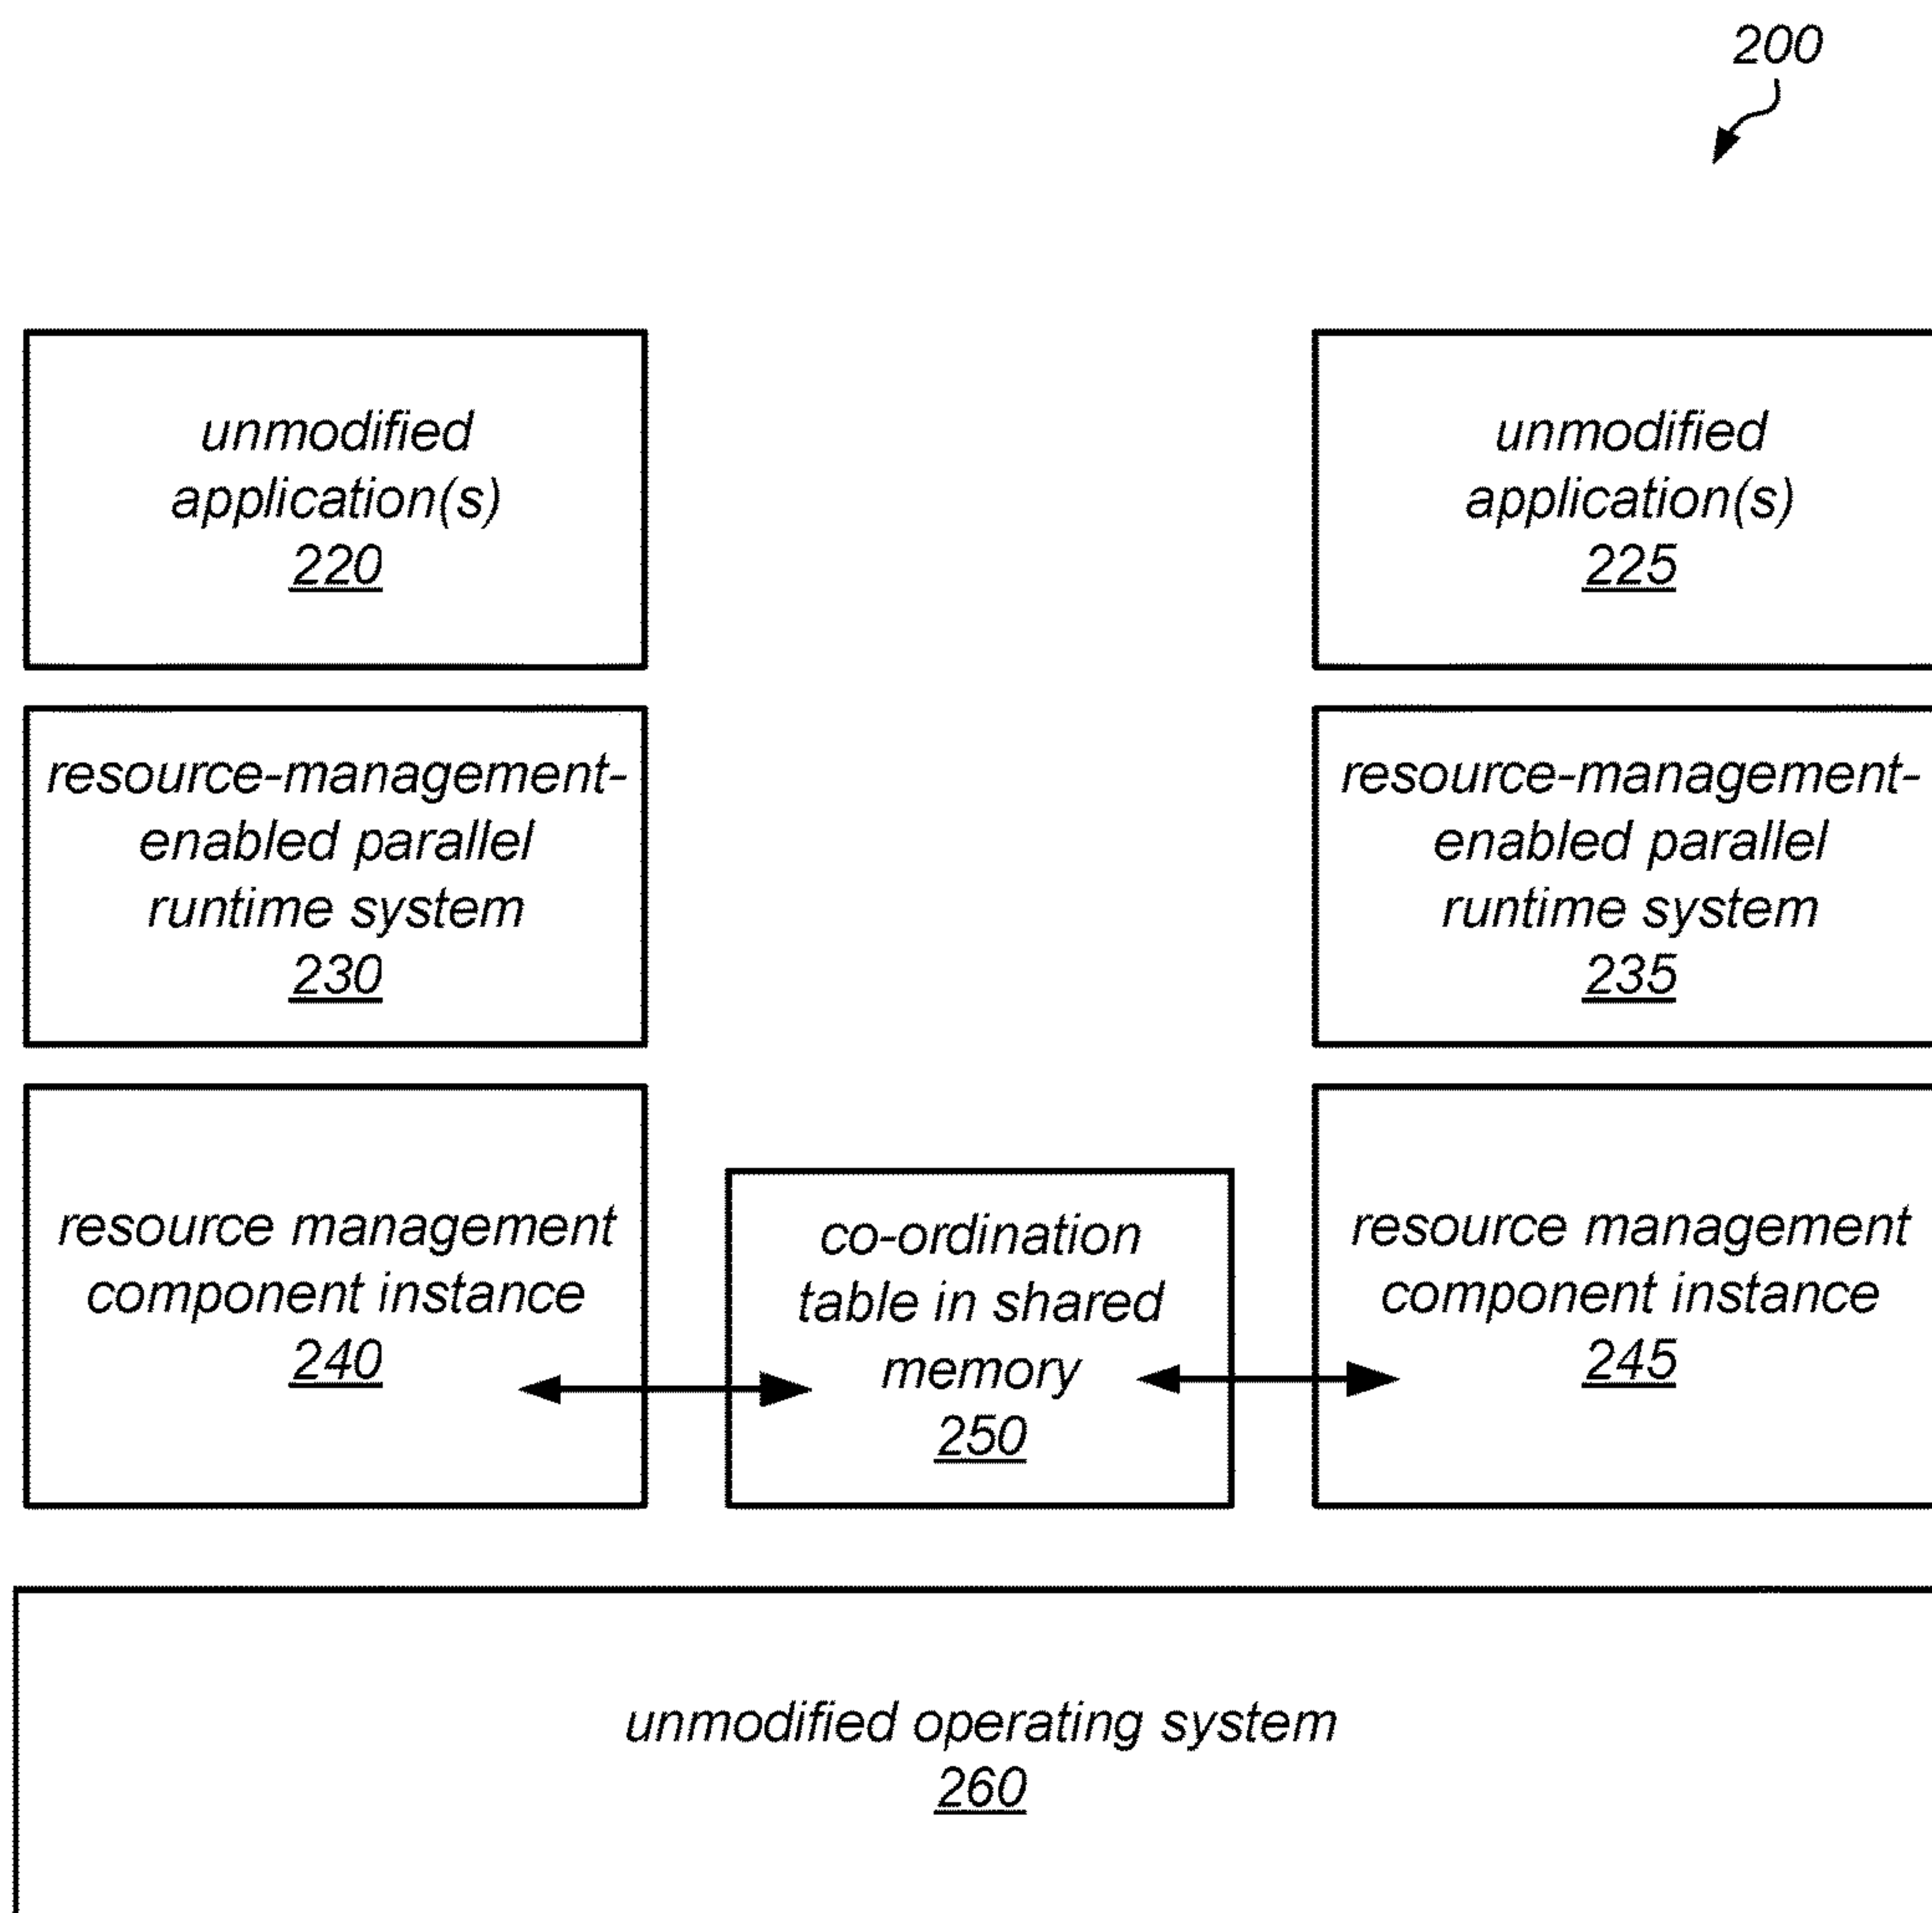 200
unmodified
application(s)
220
unmodified
application(s)
225
resource-management-
enabled parallel
runtime system
230
resource-management-
enabled parallel
runtime system
235
resource management
component instance
240
co-ordination
table in shared
memory
250
resource management
component instance
245
unmodified operating system
260